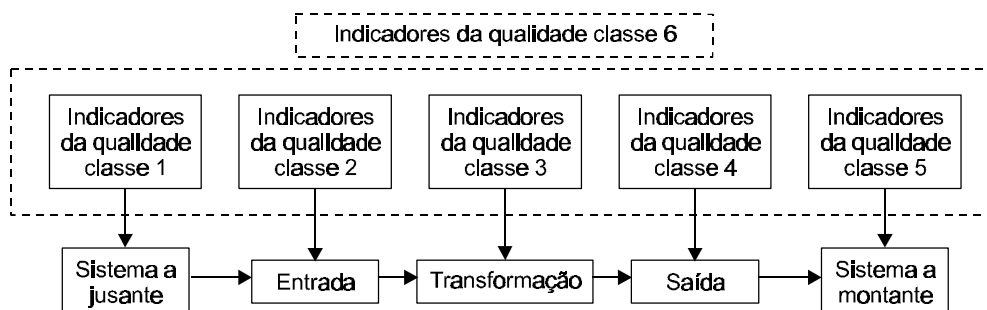 Indicadores da qualidade classe 6
Indicadores
da qualidade
classe 1
Indicadores
da qualidade
classe 2
Indicadores
da qualidade
classe 3
Indicadores
da qualidade
classe 4
Indicadores
da qualidade
classe 5
Sistema a
jusante
Entrada
Transformação
Saída
Sistema a
montante